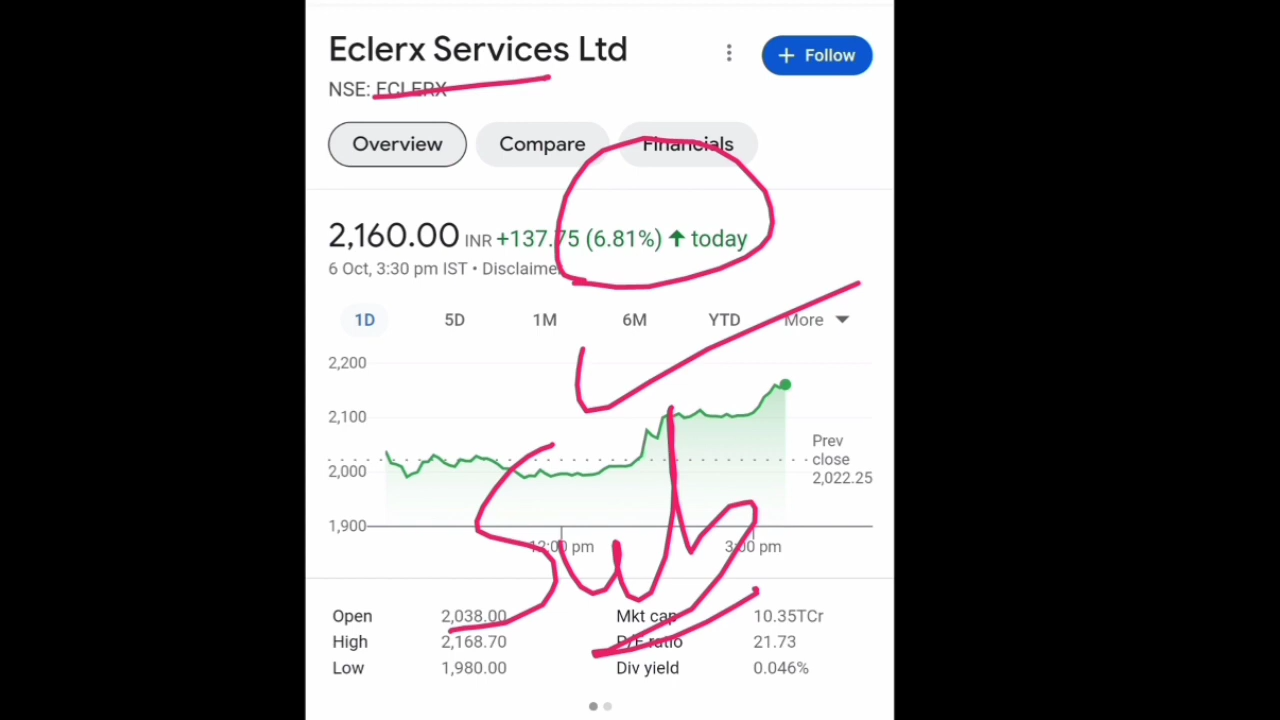 Eclerx Services Ltd
+ Follow
NSE: ECLERX
Overview Compare Financials
2,160.00 INR +137.75 (6.81%) ↑ today
6 Oct, 3:30 pm IST • Disclaime
1D 5D 1M 6M YTD More
2,200
2,100
2,000
1,900
Prev
close
2,022.25
12:00 pm 3:00 pm
Open 2,038.00 Mkt cap 10.35TCr
High 2,168.70 P/E ratio 21.73
Low 1,980.00 Div yield 0.046%